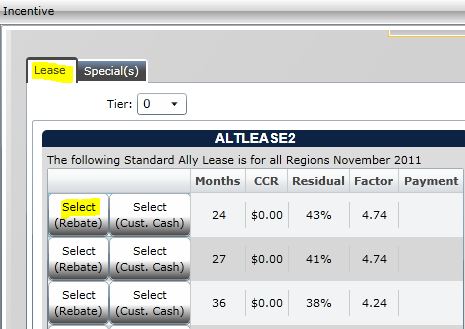 Incentive
Lease Special(s)
Tier: 0
ALTLEASE2
The following Standard Ally Lease is for all Regions November 2011
Months CCR Residual Factor Payment
Select (Rebate) Select (Cust. Cash) 24 $0.00 43% 4.74
Select (Rebate) Select (Cust. Cash) 27 $0.00 41% 4.74
Select (Rebate) Select (Cust. Cash) 36 $0.00 38% 4.24